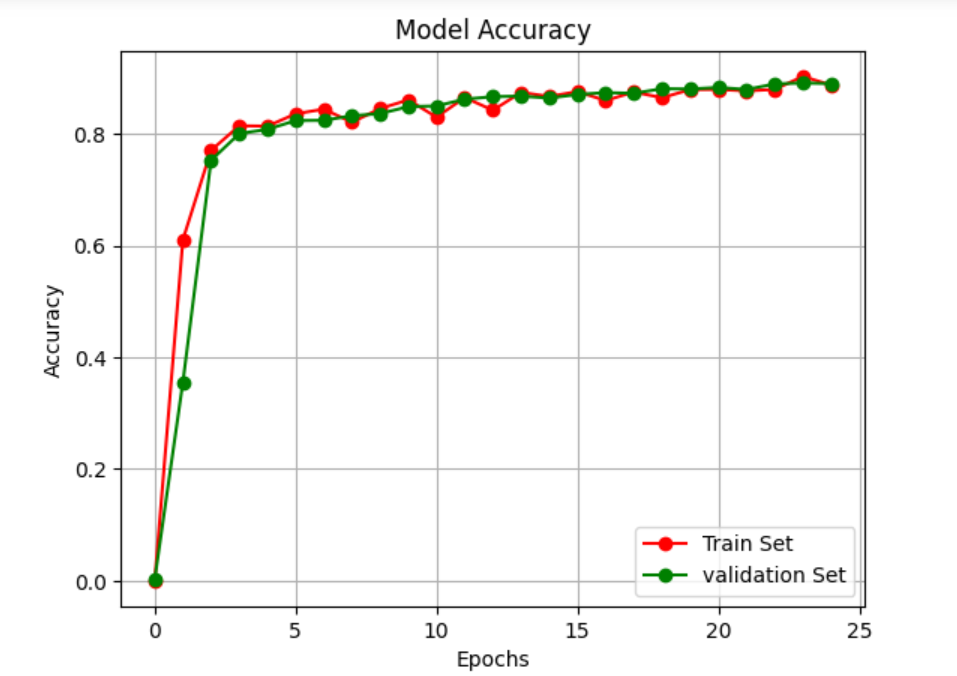 Model Accuracy
Accuracy
0.8
0.6
0.4
0.2
0.0
Train Set
validation Set
0 5 10 15 20 25
Epochs